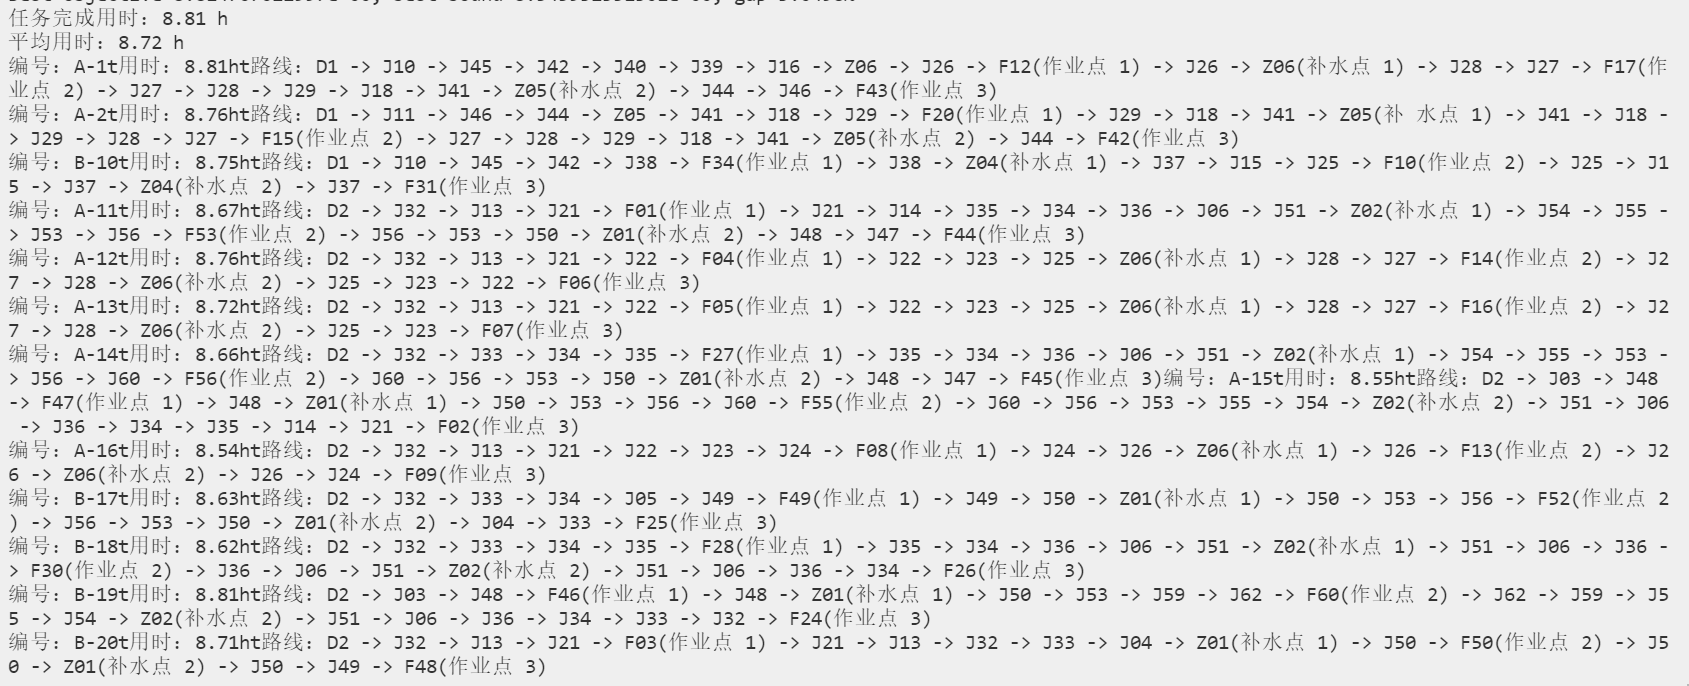 任务完成用时：8.81 h
平均用时：8.72 h
编号：A-1t用时：8.81ht路线：D1 -> J10 -> J45 -> J42 -> J40 -> J39 -> J16 -> Z06 -> J26 -> F12(作业点 1) -> J26 -> Z06(补水点 1) -> J28 -> J27 -> F17(作
业点 2) -> J27 -> J28 -> J29 -> J18 -> J41 -> Z05(补水点 2) -> J44 -> J46 -> F43(作业点 3)
编号：A-2t用时：8.76ht路线：D1 -> J11 -> J46 -> J44 -> Z05 -> J41 -> J18 -> J29 -> F20(作业点 1) -> J29 -> J18 -> J41 -> Z05(补 水点 1) -> J41 -> J18 -
> J29 -> J28 -> J27 -> F15(作业点 2) -> J27 -> J28 -> J29 -> J18 -> J41 -> Z05(补水点 2) -> J44 -> F42(作业点 3)
编号：B-10t用时：8.75ht路线：D1 -> J10 -> J45 -> J42 -> J38 -> F34(作业点 1) -> J38 -> Z04(补水点 1) -> J37 -> J15 -> J25 -> F10(作业点 2) -> J25 -> J1
5 -> J37 -> Z04(补水点 2) -> J37 -> F31(作业点 3)
编号：A-11t用时：8.67ht路线：D2 -> J32 -> J13 -> J21 -> F01(作业点 1) -> J21 -> J14 -> J35 -> J34 -> J36 -> J06 -> J51 -> Z02(补水点 1) -> J54 -> J55 -
> J53 -> J56 -> F53(作业点 2) -> J56 -> J53 -> J50 -> Z01(补水点 2) -> J48 -> J47 -> F44(作业点 3)
编号：A-12t用时：8.76ht路线：D2 -> J32 -> J13 -> J21 -> J22 -> F04(作业点 1) -> J22 -> J23 -> J25 -> Z06(补水点 1) -> J28 -> J27 -> F14(作业点 2) -> J2
7 -> J28 -> Z06(补水点 2) -> J25 -> J23 -> J22 -> F06(作业点 3)
编号：A-13t用时：8.72ht路线：D2 -> J32 -> J13 -> J21 -> J22 -> F05(作业点 1) -> J22 -> J23 -> J25 -> Z06(补水点 1) -> J28 -> J27 -> F16(作业点 2) -> J2
7 -> J28 -> Z06(补水点 2) -> J25 -> J23 -> F07(作业点 3)
编号：A-14t用时：8.66ht路线：D2 -> J32 -> J33 -> J34 -> J35 -> F27(作业点 1) -> J35 -> J34 -> J36 -> J06 -> J51 -> Z02(补水点 1) -> J54 -> J55 -> J53 -
> J56 -> J60 -> F56(作业点 2) -> J60 -> J56 -> J53 -> J50 -> Z01(补水点 2) -> J48 -> J47 -> F45(作业点 3)编号：A-15t用时：8.55ht路线：D2 -> J03 -> J48
-> F47(作业点 1) -> J48 -> Z01(补水点 1) -> J50 -> J53 -> J56 -> J60 -> F55(作业点 2) -> J60 -> J56 -> J53 -> J55 -> J54 -> Z02(补水点 2) -> J51 -> J06
-> J36 -> J34 -> J35 -> J14 -> J21 -> F02(作业点 3)
编号：A-16t用时：8.54ht路线：D2 -> J32 -> J13 -> J21 -> J22 -> J23 -> J24 -> F08(作业点 1) -> J24 -> J26 -> Z06(补水点 1) -> J26 -> F13(作业点 2) -> J2
6 -> Z06(补水点 2) -> J26 -> J24 -> F09(作业点 3)
编号：B-17t用时：8.63ht路线：D2 -> J32 -> J33 -> J34 -> J05 -> J49 -> F49(作业点 1) -> J49 -> J50 -> Z01(补水点 1) -> J50 -> J53 -> J56 -> F52(作业点 2
) -> J56 -> J53 -> J50 -> Z01(补水点 2) -> J04 -> J33 -> F25(作业点 3)
编号：B-18t用时：8.62ht路线：D2 -> J32 -> J33 -> J34 -> J35 -> F28(作业点 1) -> J35 -> J34 -> J36 -> J06 -> J51 -> Z02(补水点 1) -> J51 -> J06 -> J36 -
> F30(作业点 2) -> J36 -> J06 -> J51 -> Z02(补水点 2) -> J51 -> J06 -> J36 -> J34 -> F26(作业点 3)
编号：B-19t用时：8.81ht路线：D2 -> J03 -> J48 -> F46(作业点 1) -> J48 -> Z01(补水点 1) -> J50 -> J53 -> J59 -> J62 -> F60(作业点 2) -> J62 -> J59 -> J5
5 -> J54 -> Z02(补水点 2) -> J51 -> J06 -> J36 -> J34 -> J33 -> J32 -> F24(作业点 3)
编号：B-20t用时：8.71ht路线：D2 -> J32 -> J13 -> J21 -> F03(作业点 1) -> J21 -> J13 -> J32 -> J33 -> J04 -> Z01(补水点 1) -> J50 -> F50(作业点 2) -> J5
0 -> Z01(补水点 2) -> J50 -> J49 -> F48(作业点 3)